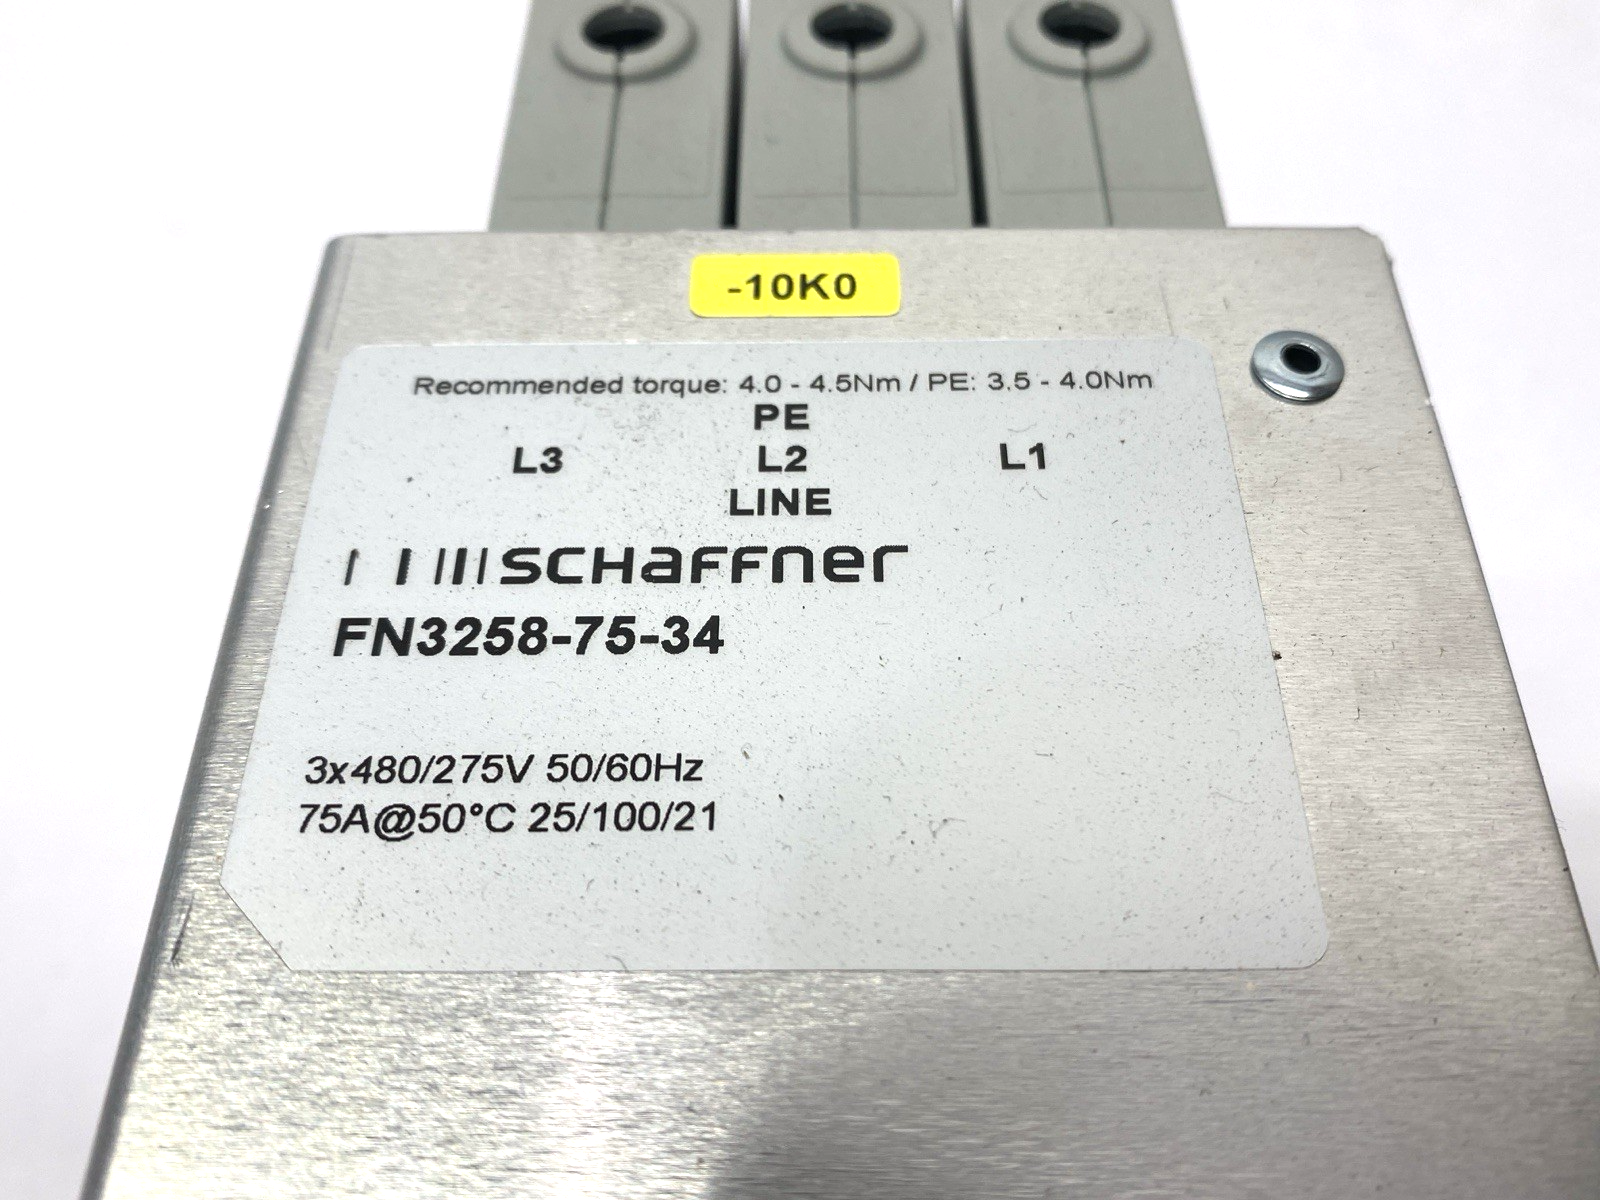 -10K0
Recommended torque: 4.0 - 4.5Nm / PE: 3.5 - 4.0Nm
PE
L3 L2 L1
LINE
SCHAFFNER
FN3258-75-34
3x480/275V 50/60Hz
75A@50°C 25/100/21